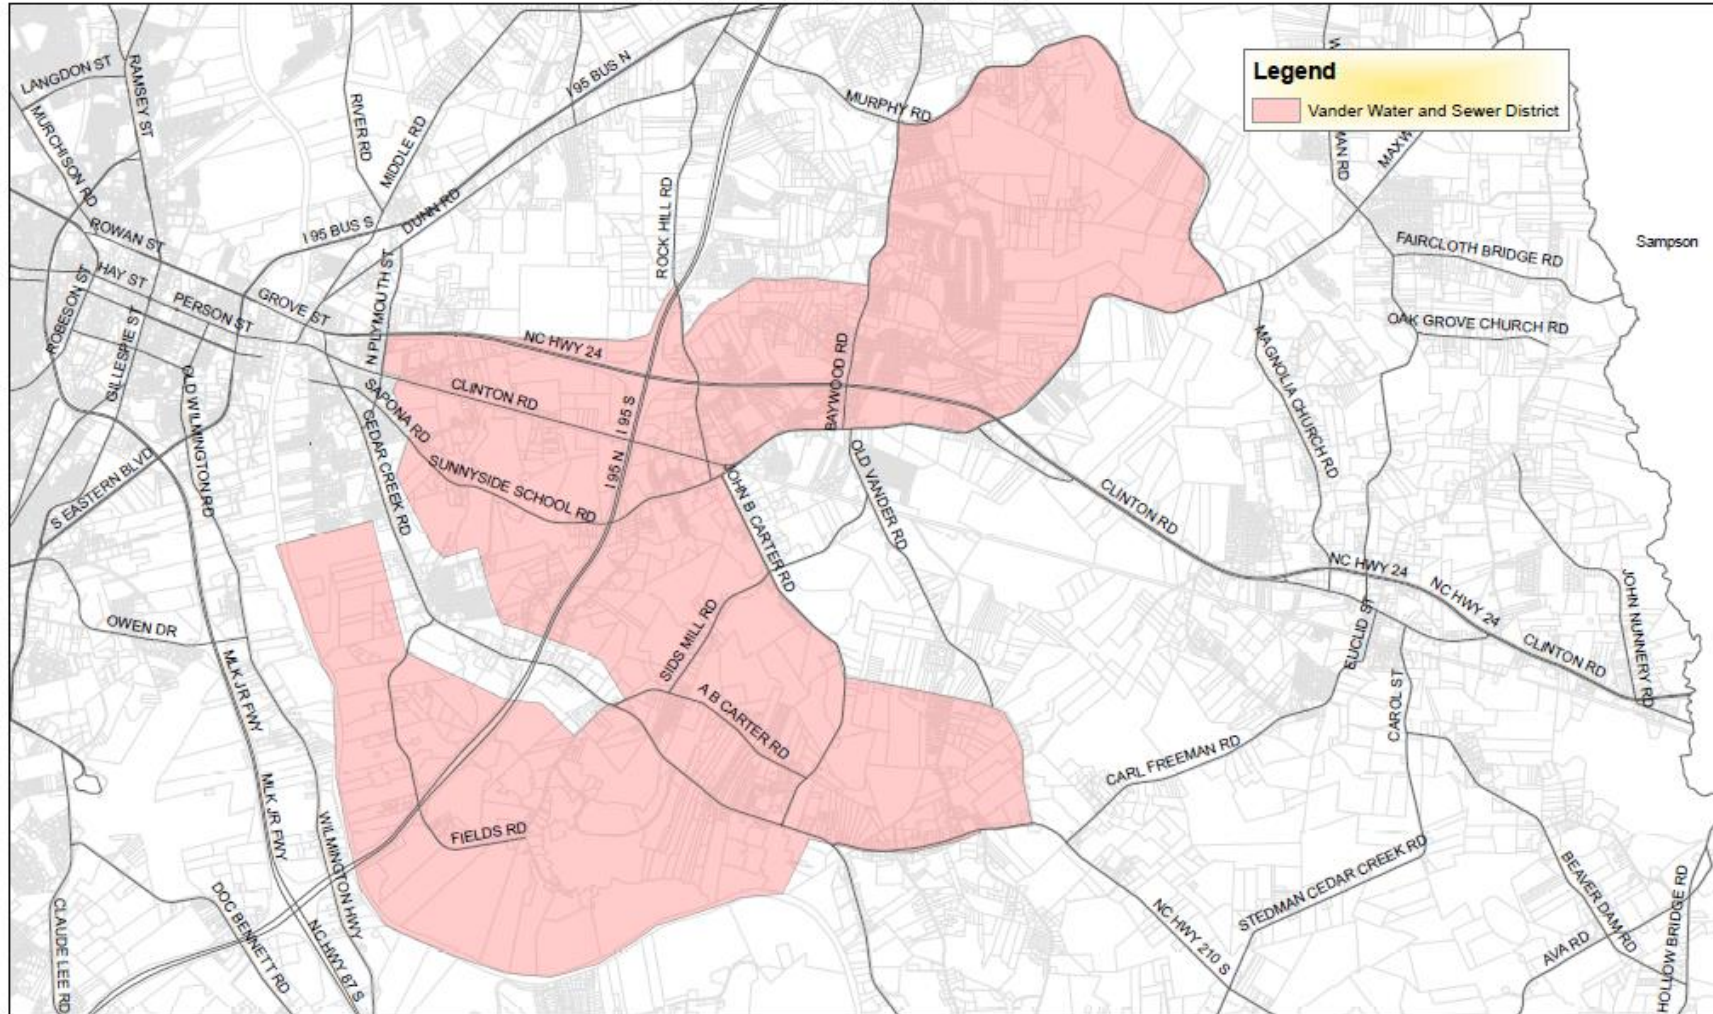 Legend
Vander Water and Sewer District
LANGDON ST
RAMSEY ST
MURCHISON RD
RIVER RD
MIDDLE RD
I 95 BUS N
MURPHY RD
ROWAN ST
I 95 BUS S
DUNN RD
ROCK HILL RD
MAXW
MAN RD
FAIRCLOTH BRIDGE RD
Sampson
HAY ST
ROBESON ST
PERSON ST
GROVE ST
GILLESPIE ST
N PLYMOUTH ST
NC HWY 24
OAK GROVE CHURCH RD
MAGNOLIA CHURCH RD
BAYWOOD RD
OLD WILMINGTON RD
SAPONA RD
CLINTON RD
I 95 N
I 95 S
CEDAR CREEK RD
SUNNYSIDE SCHOOL RD
JOHN B CARTER RD
OLD VANDER RD
CLINTON RD
S EASTERN BLVD
NC HWY 24
NC HWY 24
JOHN NUNNERY RD
OWEN DR
SIDS MILL RD
EUCLID ST
CLINTON RD
MLK JR FWY
A B CARTER RD
CAROL ST
CARL FREEMAN RD
MLK JR FWY
WILMINGTON HWY
FIELDS RD
STEDMAN CEDAR CREEK RD
BEAVER DAM RD
CLAUDE LEE RD
DOC BENNETT RD
NC HWY 87 S
NC HWY 210 S
AVA RD
HOLLOW BRIDGE RD